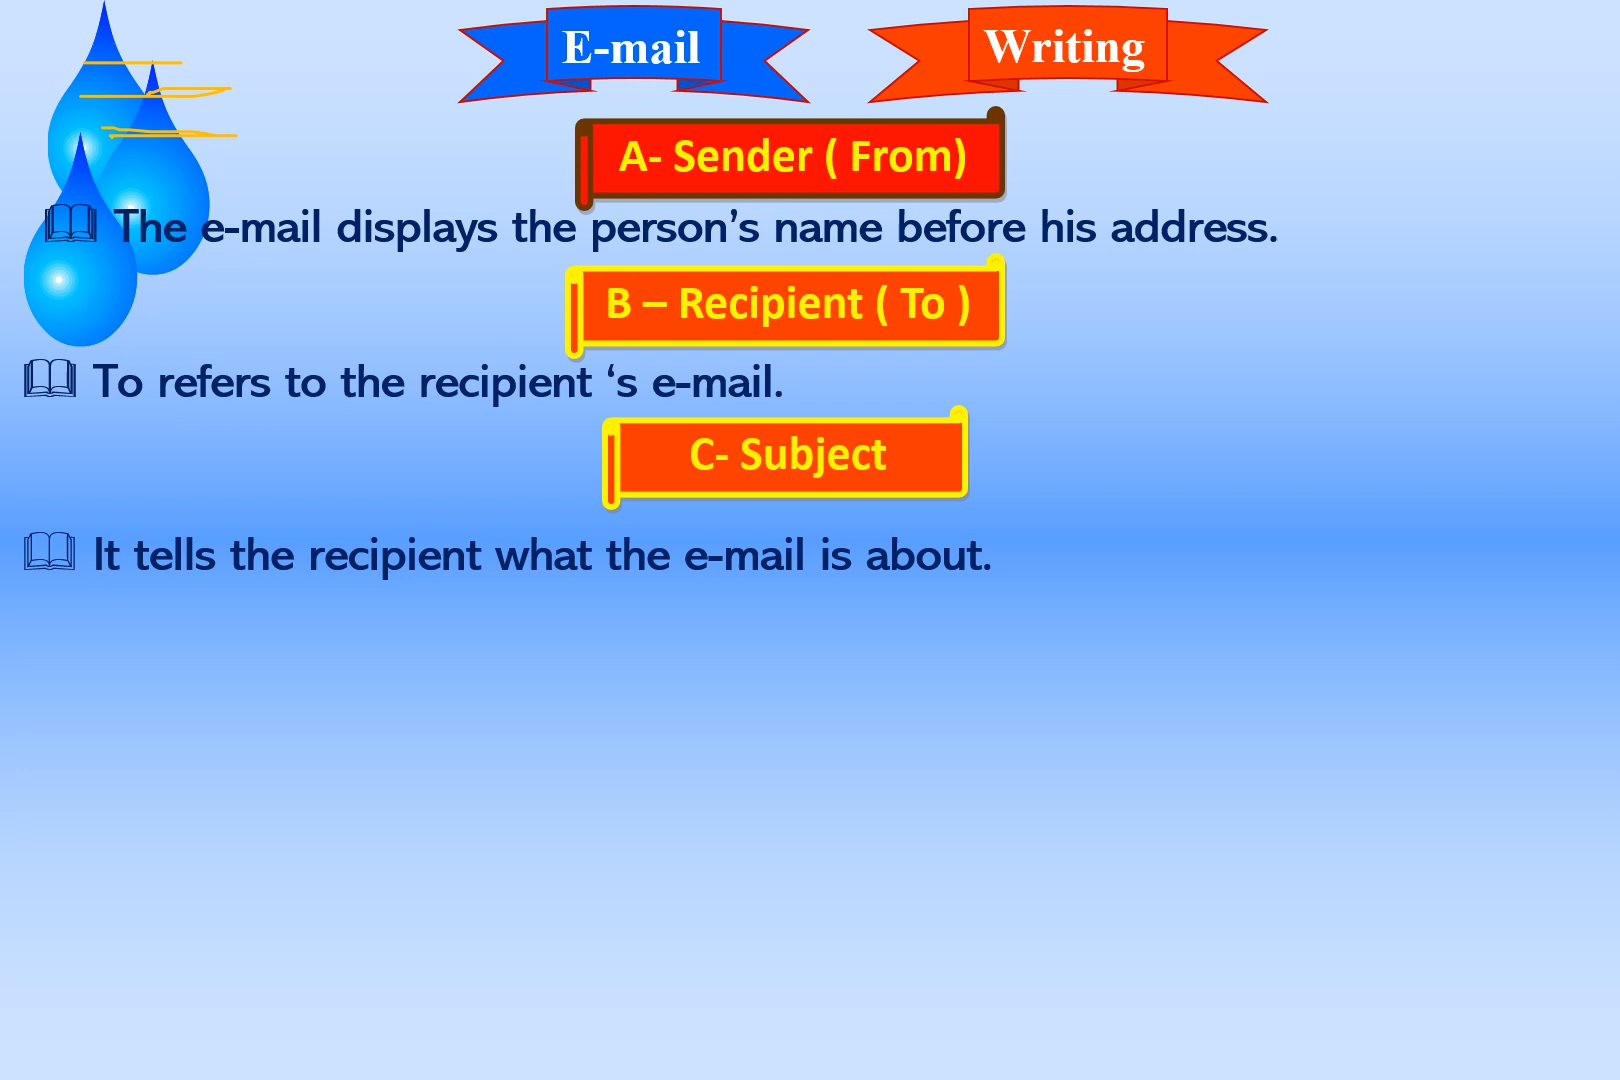 E-mail Writing
A- Sender ( From)
🕮 The e-mail displays the person’s name before his address.
B – Recipient ( To )
🕮 To refers to the recipient ‘s e-mail.
C- Subject
🕮 It tells the recipient what the e-mail is about.